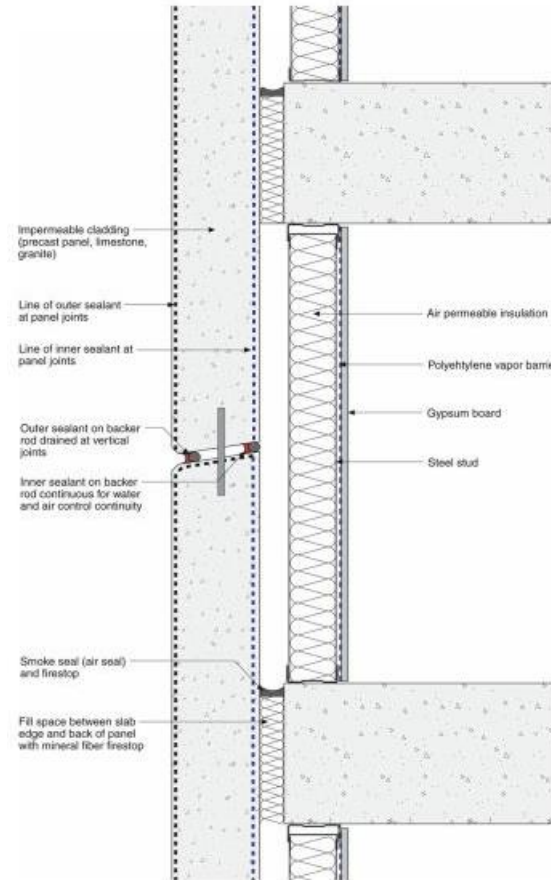 Impermeable cladding
(precast panel, limestone,
granite)
Line of outer sealant
at panel joints
Line of inner sealant at
panel joints
Outer sealant on backer
rod drained at vertical
joints
Inner sealant on backer
rod continuous for water
and air control continuity
Smoke seal (air seal)
and firestop
Fill space between slab
edge and back of panel
with mineral fiber firestop
Air permeable insulation
Polyehtylene vapor barrie
Gypsum board
Steel stud